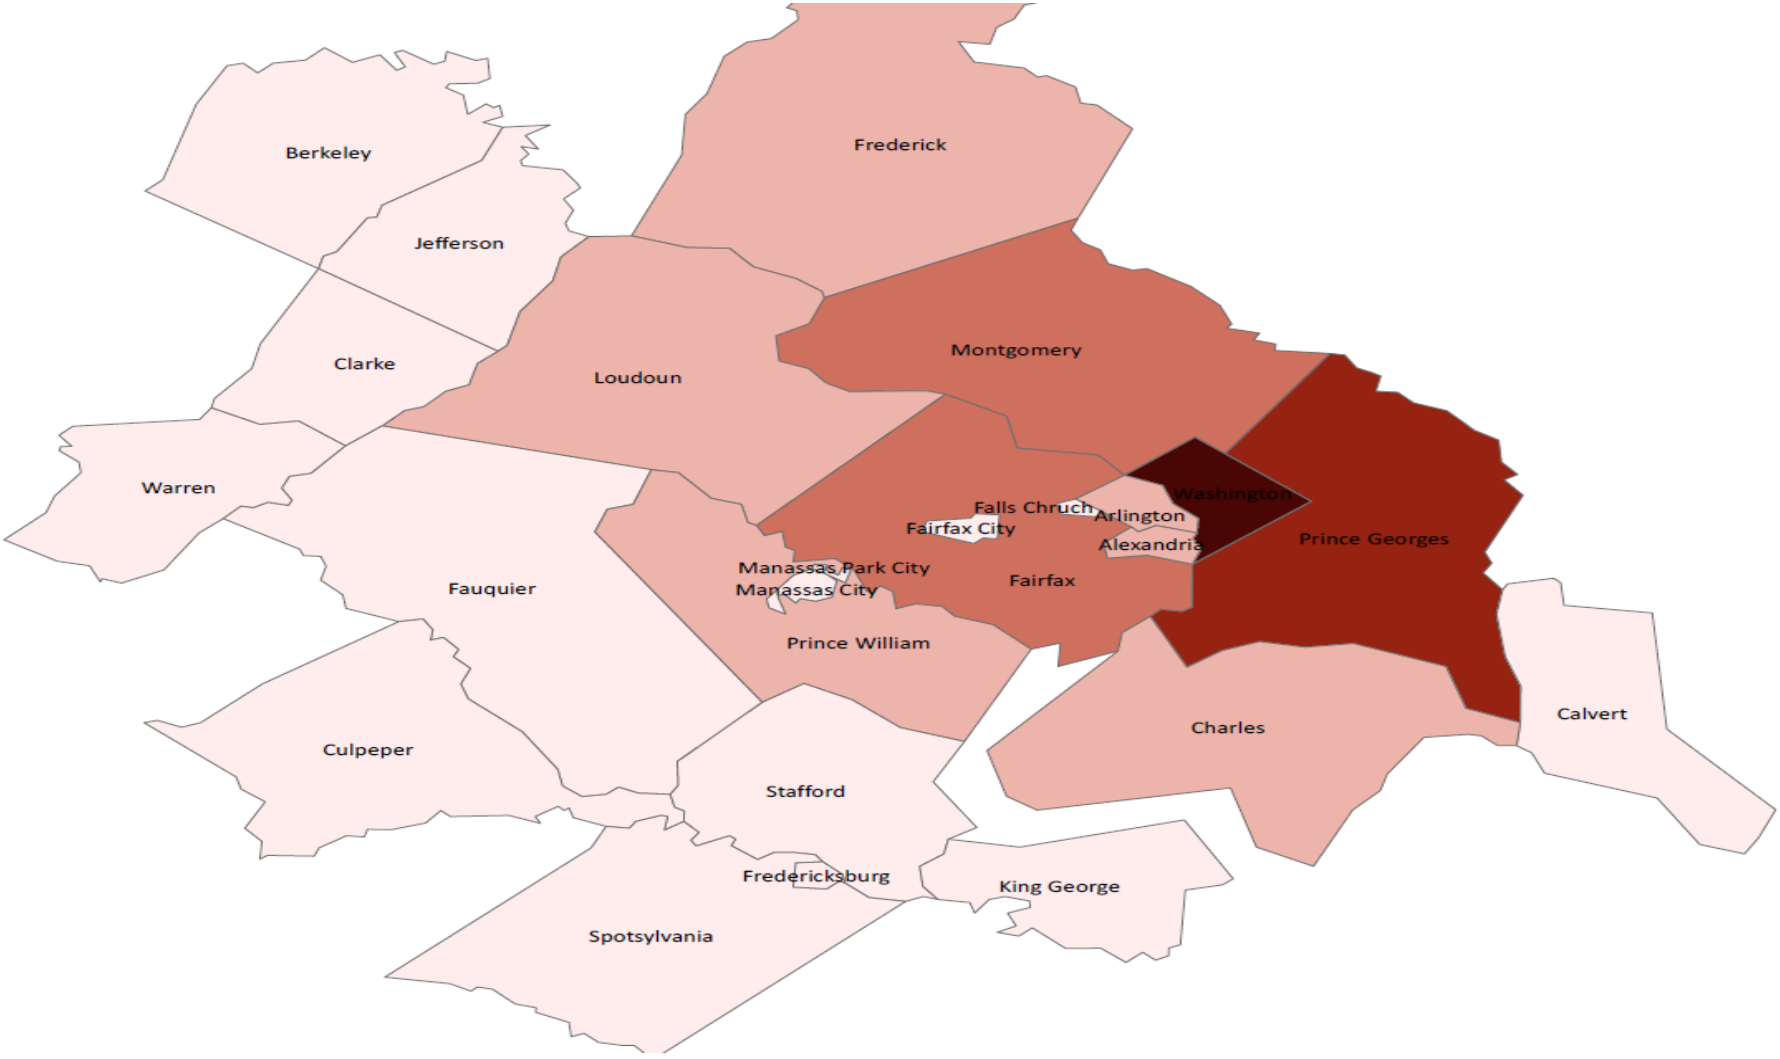 Frederick
Berkeley
Jefferson
Montgomery
Clarke
Loudoun
Warren
Washington
Falls Chruch
Arlington
Fairfax City
Prince Georges
Alexandria
Manassas Park City
Fairfax
Fauquier
Manassas City
Prince William
Calvert
Charles
Culpeper
Stafford
Fredericksburg
King George
Spotsylvania